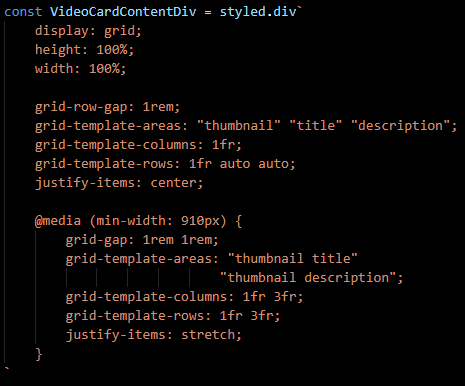 const VideoCardContentDiv = styled.div`
    display: grid;
    height: 100%;
    width: 100%;

    grid-row-gap: 1rem;
    grid-template-areas: "thumbnail" "title" "description";
    grid-template-columns: 1fr;
    grid-template-rows: 1fr auto auto;
    justify-items: center;

    @media (min-width: 910px) {
        grid-gap: 1rem 1rem;
        grid-template-areas: "thumbnail title"
                             "thumbnail description";
        grid-template-columns: 1fr 3fr;
        grid-template-rows: 1fr 3fr;
        justify-items: stretch;
    }
`